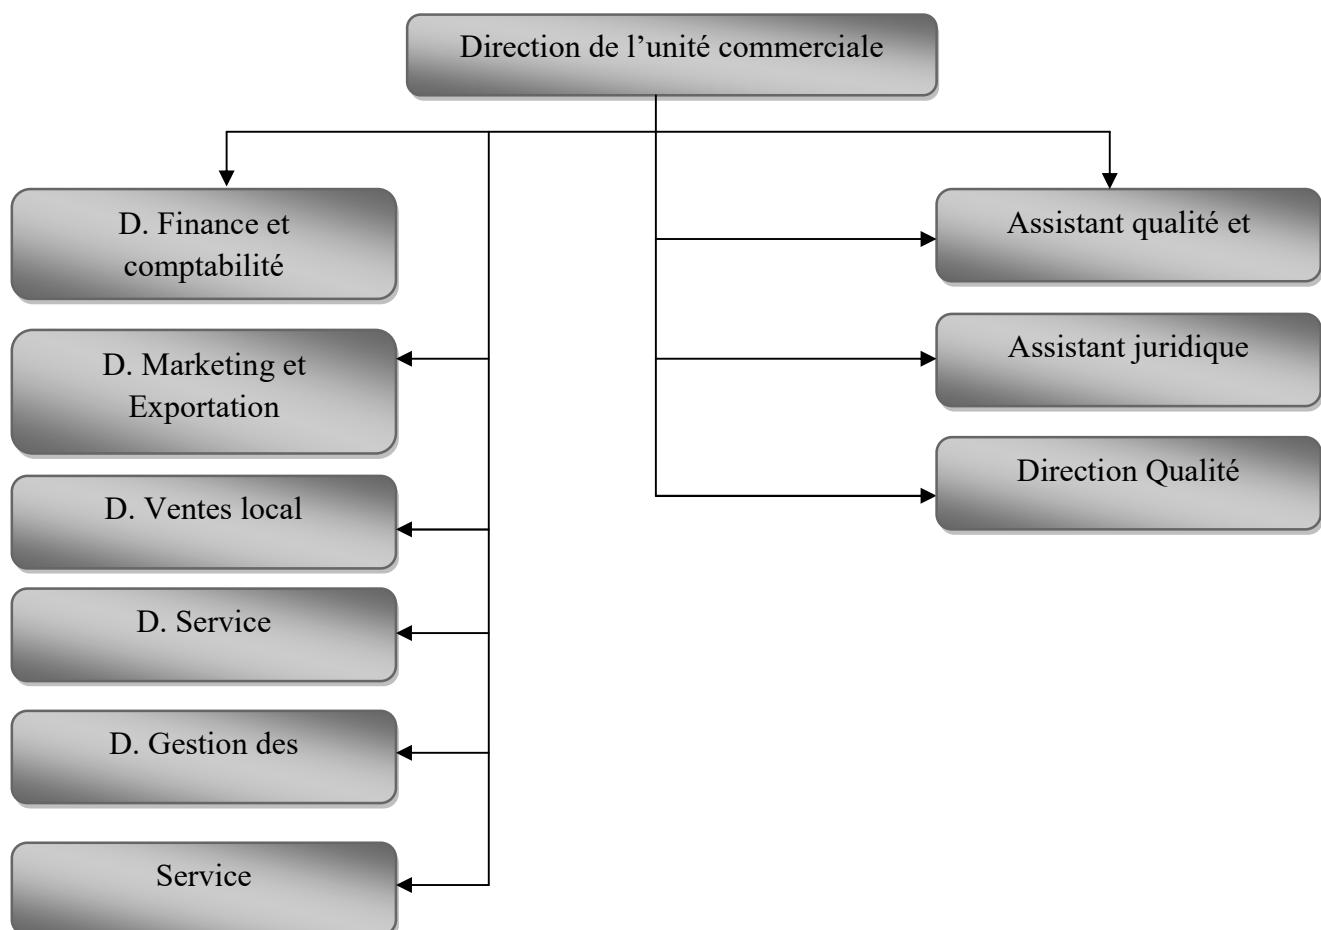 Direction de l’unité commerciale
D. Finance et
comptabilité
D. Marketing et
Exportation
D. Ventes local
D. Service
D. Gestion des
Service
Assistant qualité et
Assistant juridique
Direction Qualité